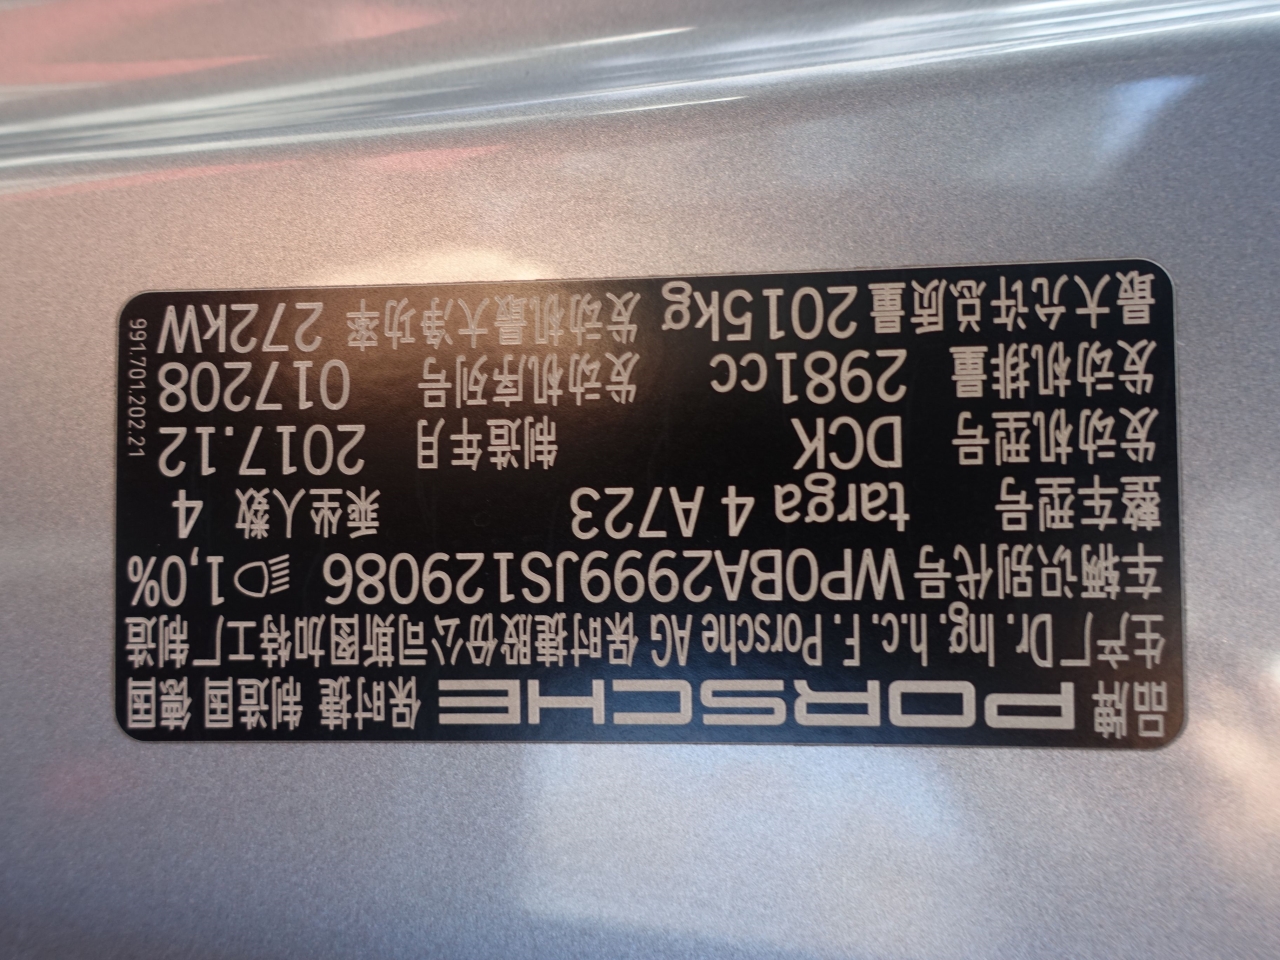 品牌 PORSCHE 保时捷 制造国 德国
生产厂 Dr. Ing. h.c. F. Porsche AG 保时捷股份公司斯图加特工厂 制造
车辆识别代号 WP0BA2999JS129086 1,0%
整车型号 targa 4 A723 乘坐人数 4
发动机型号 DCK 制造年月 2017.12
发动机排量 2981cc 发动机序列号 017208
最大允许总质量 2015kg 发动机最大净功率 272kW
991.701.202.21